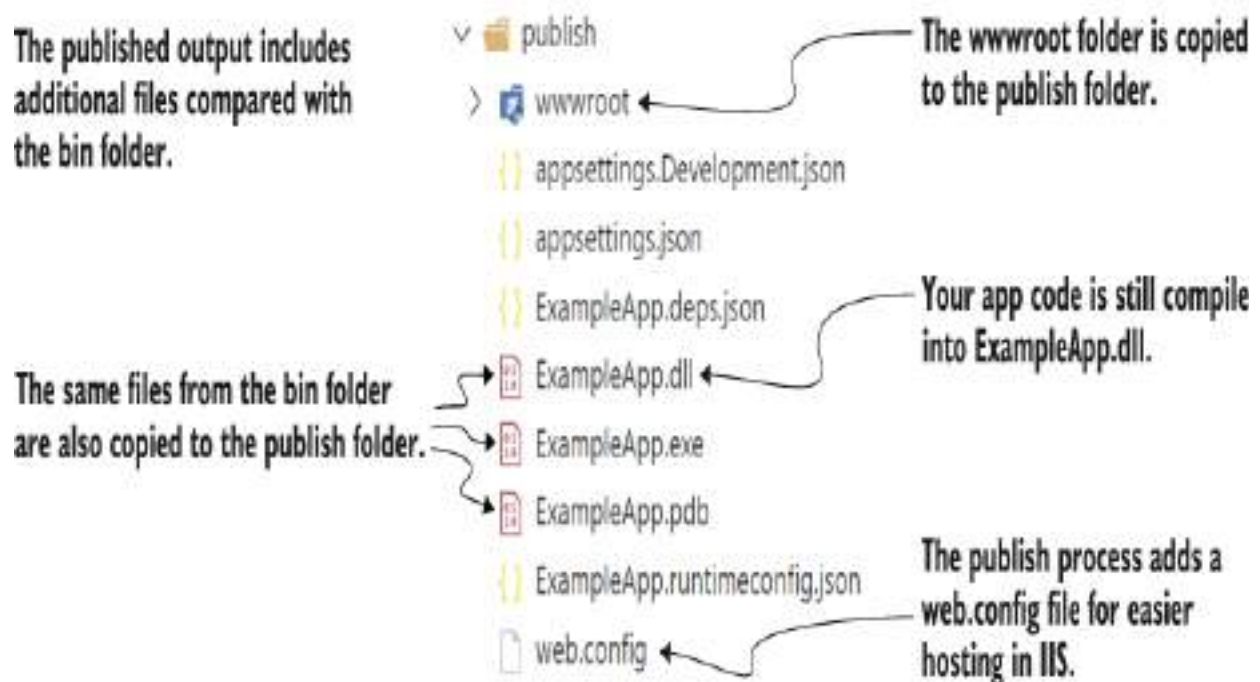 The published output includes
additional files compared with
the bin folder.
publish
wwwroot
The wwwroot folder is copied
to the publish folder.
appsettings.Development.json
appsettings.json
ExampleApp.deps.json
Your app code is still compile
into ExampleApp.dll.
The same files from the bin folder
are also copied to the publish folder.
ExampleApp.dll
ExampleApp.exe
ExampleApp.pdb
ExampleApp.runtimeconfig.json
web.config
The publish process adds a
web.config file for easier
hosting in IIS.